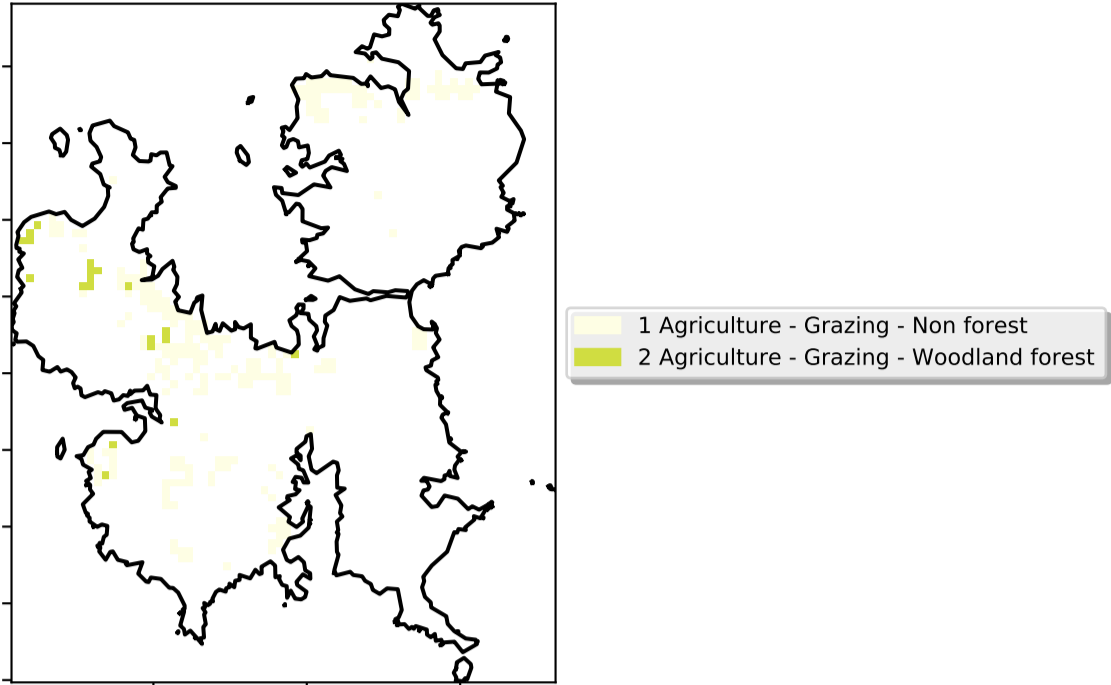 1 Agriculture - Grazing - Non forest
2 Agriculture - Grazing - Woodland forest